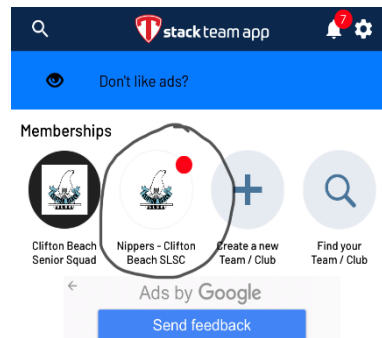 stack team app
7
Don't like ads?
Memberships
Clifton Beach
Senior Squad
Nippers - Clifton
Beach SLSC
Create a new
Team / Club
Find your
Team / Club
Ads by Google
Send feedback